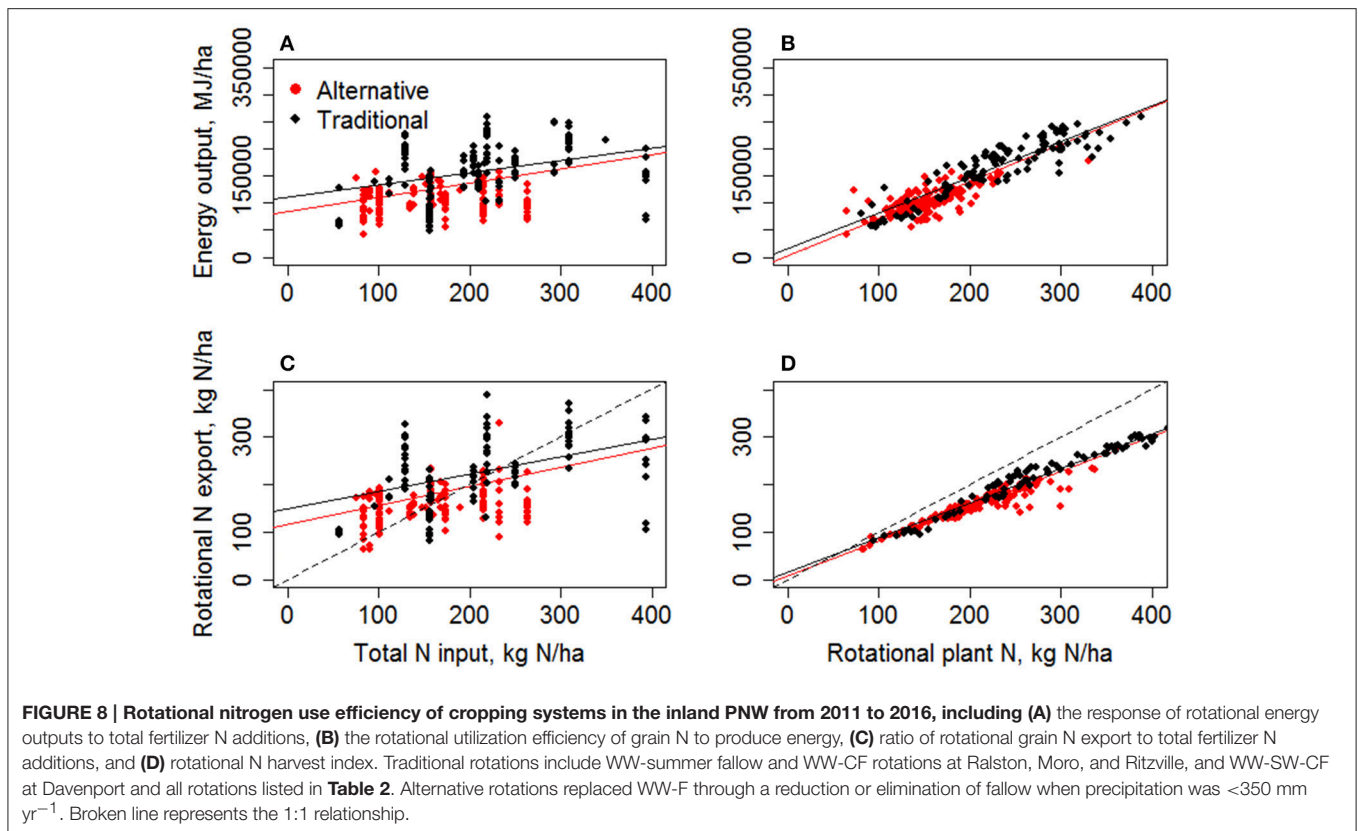 A
B
Energy output, MJ/ha
350000
150000
0
Alternative
Traditional
0 100 200 300 400
350000
150000
0
0 100 200 300 400
C
D
Rotational N export, kg N/ha
300
100
0
0 100 200 300 400
Total N input, kg N/ha
300
100
0
0 100 200 300 400
Rotational plant N, kg N/ha
FIGURE 8 | Rotational nitrogen use efficiency of cropping systems in the inland PNW from 2011 to 2016, including (A) the response of rotational energy
outputs to total fertilizer N additions, (B) the rotational utilization efficiency of grain N to produce energy, (C) ratio of rotational grain N export to total fertilizer N
additions, and (D) rotational N harvest index. Traditional rotations include WW-summer fallow and WW-CF rotations at Ralston, Moro, and Ritzville, and WW-SW-CF
at Davenport and all rotations listed in Table 2. Alternative rotations replaced WW-F through a reduction or elimination of fallow when precipitation was <350 mm
yr−1. Broken line represents the 1:1 relationship.